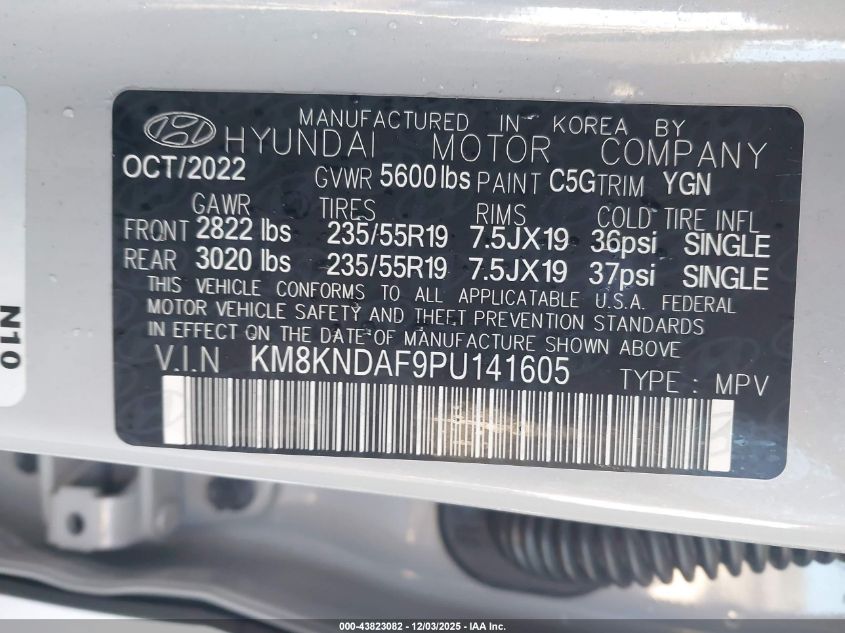 MANUFACTURED IN KOREA BY
HYUNDAI MOTOR COMPANY
OCT/2022 GVWR 5600 lbs PAINT C5G TRIM YGN
GAWR TIRES RIMS COLD TIRE INFL
FRONT 2822 lbs 235/55R19 7.5JX19 36psi SINGLE
REAR 3020 lbs 235/55R19 7.5JX19 37psi SINGLE
THIS VEHICLE CONFORMS TO ALL APPLICATABLE U.S.A. FEDERAL
MOTOR VEHICLE SAFETY AND THEFT PREVENTION STANDARDS
IN EFFECT ON THE DATE OF MANUFACTURE SHOWN ABOVE
V.I.N KM8KNDAF9PU141605 TYPE : MPV
N10
000-43823082 - 12/03/2025 - IAA Inc.